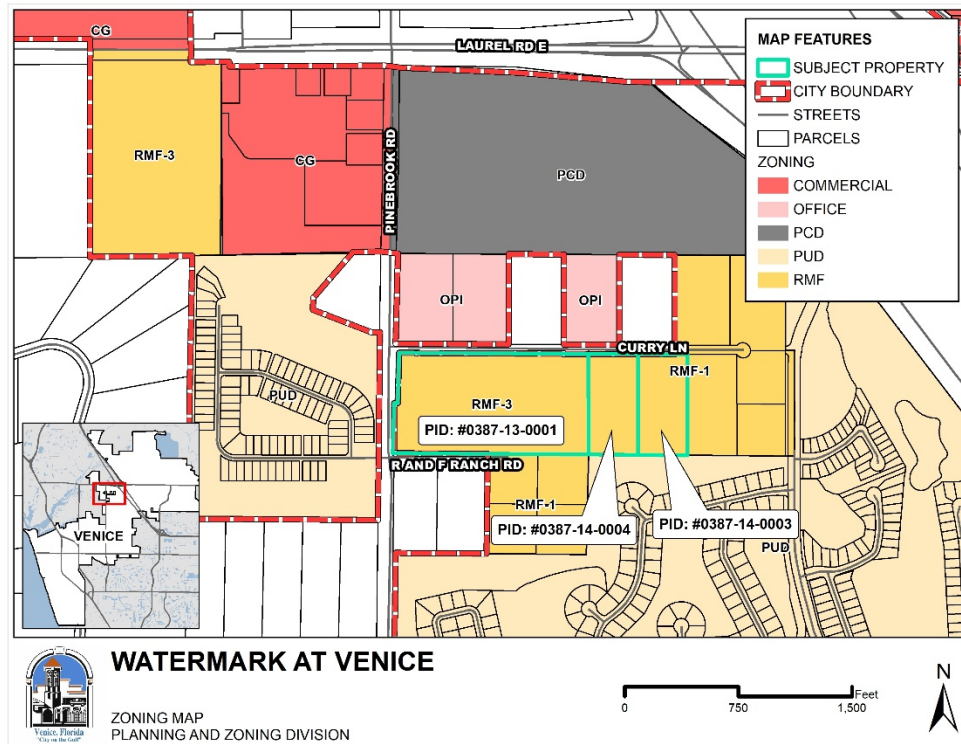 CG
LAUREL RD E
MAP FEATURES
SUBJECT PROPERTY
CITY BOUNDARY
STREETS
PARCELS
ZONING
COMMERCIAL
OFFICE
PCD
PUD
RMF
RMF-3
CG
PINEBROOK RD
PCD
OPI
OPI
CURRY LN
RMF-1
PUD
RMF-3
PID: #0387-13-0001
R AND F RANCH RD
RMF-1
PID: #0387-14-0004
PID: #0387-14-0003
PUD
VENICE
WATERMARK AT VENICE
ZONING MAP
PLANNING AND ZONING DIVISION
Venice, Florida
"City on the Gulf"
Feet
0 750 1,500
N